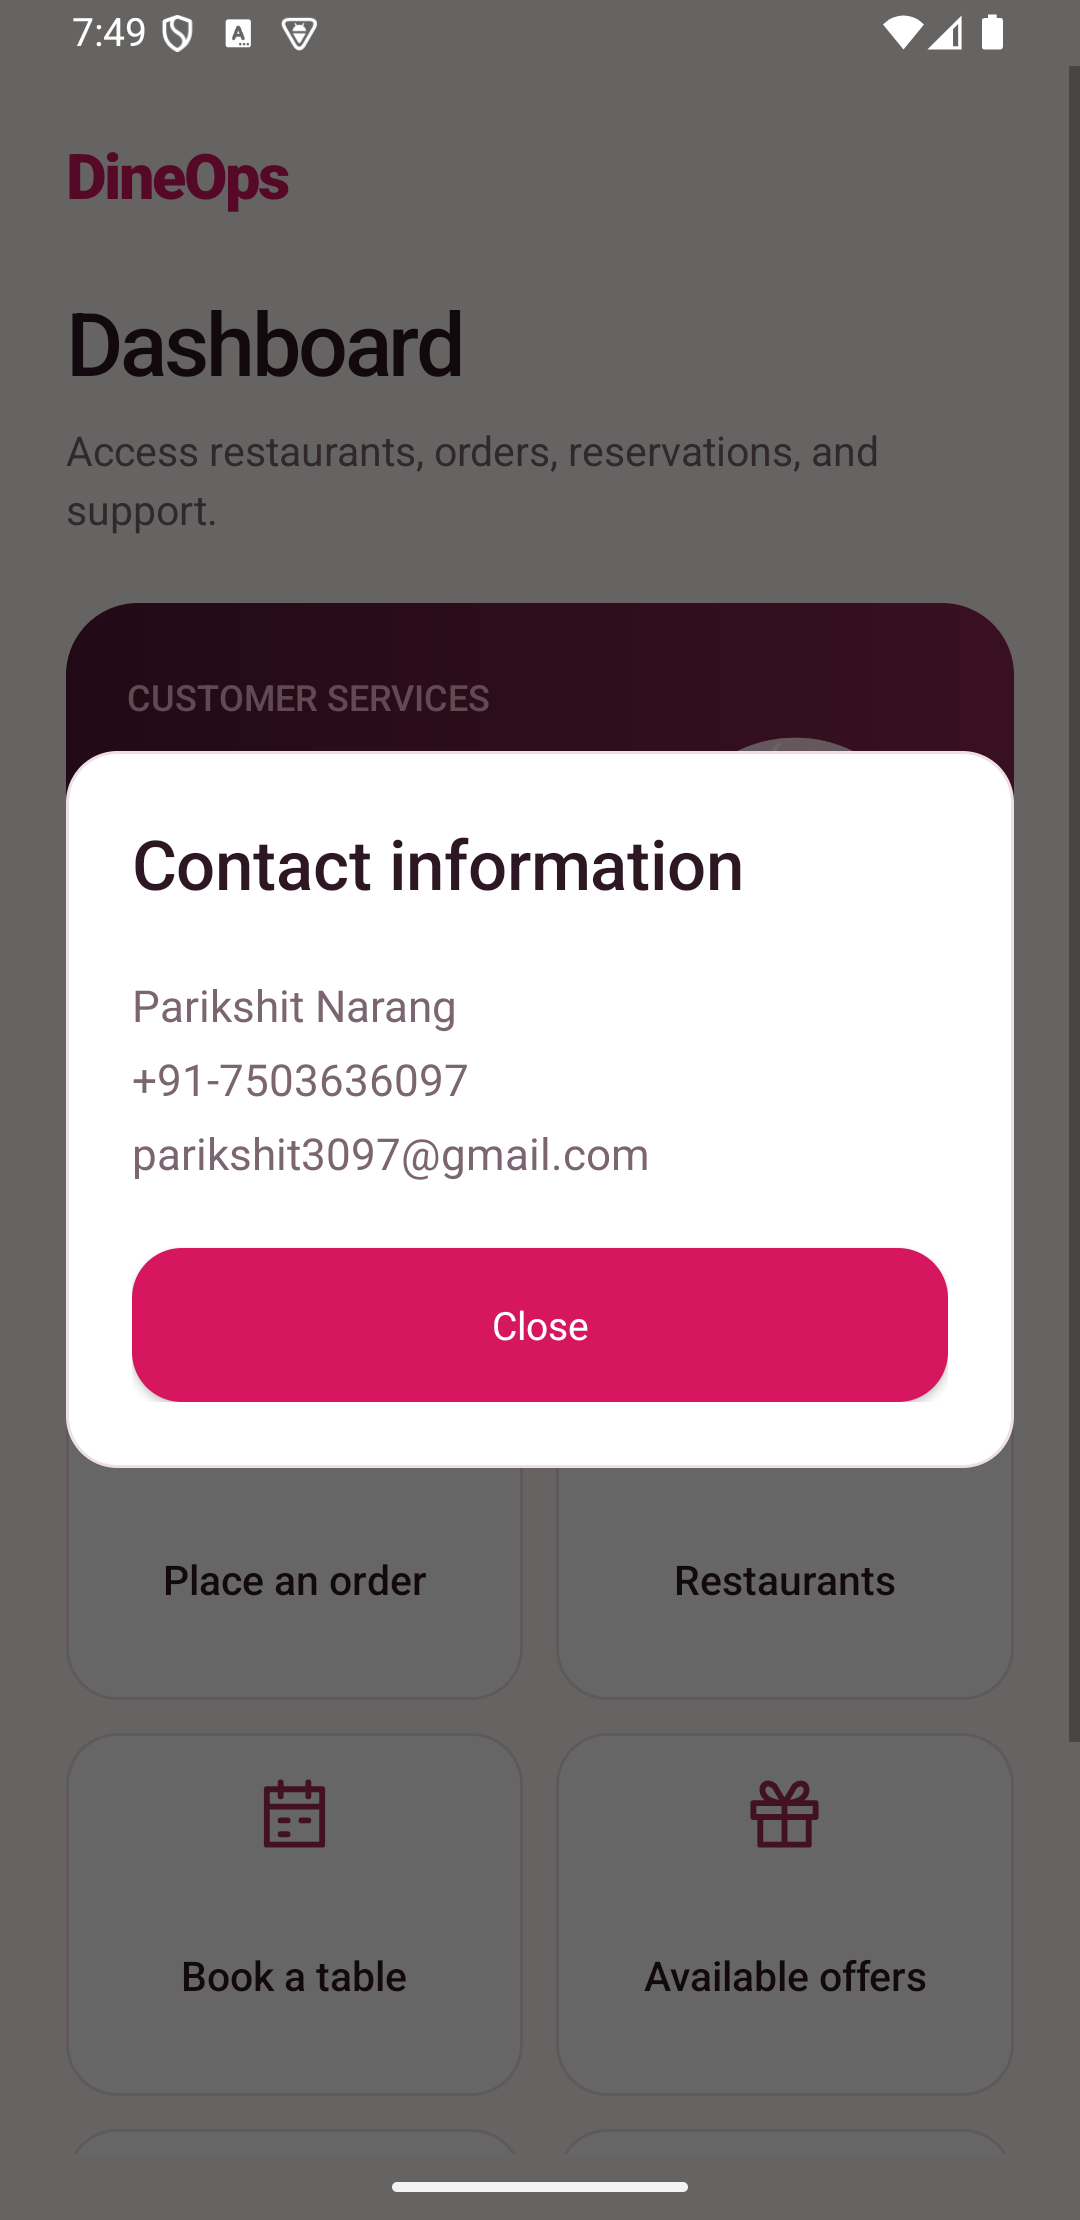 7:49
DineOps
Dashboard
Access restaurants, orders, reservations, and
support.
CUSTOMER SERVICES
Contact information
Parikshit Narang
+91-7503636097
parikshit3097@gmail.com
Close
Place an order
Restaurants
Book a table
Available offers